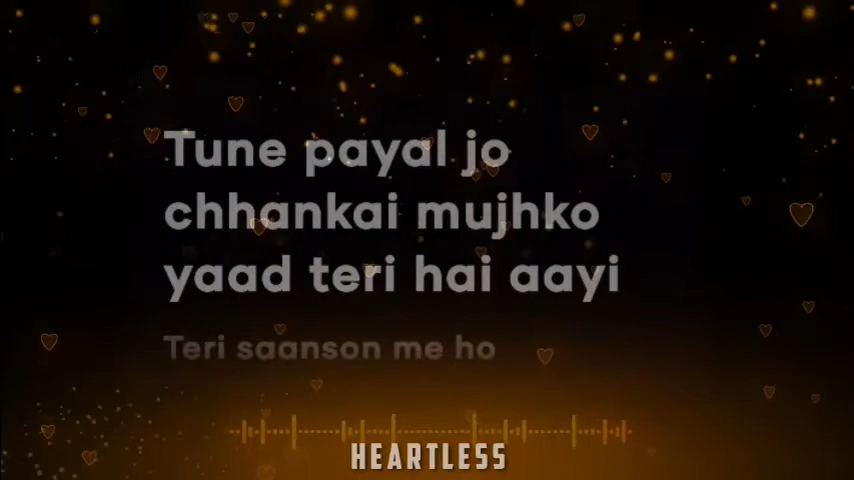 Tune payal jo
chhankai mujhko
yaad teri hai aayi
Teri saanson me ho
HEARTLESS